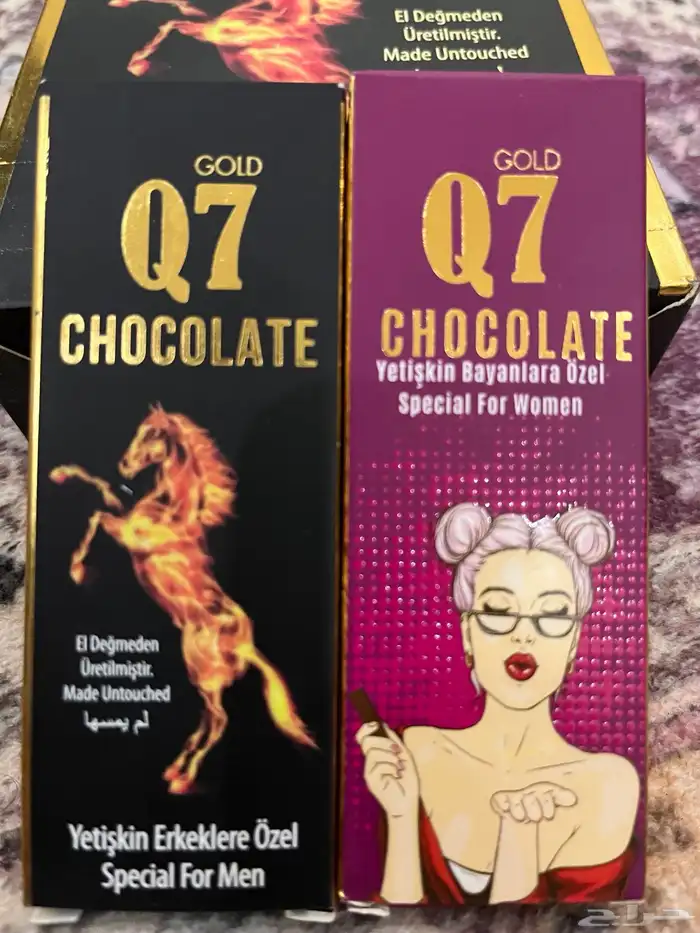 El Değmeden
Üretilmiştir.
Made Untouched
GOLD
Q7
CHOCOLATE
El Değmeden
Üretilmiştir.
Made Untouched
لم يمسها
Yetişkin Erkeklere Özel
Special For Men
GOLD
Q7
CHOCOLATE
Yetişkin Bayanlara Özel
Special For Women
حراج